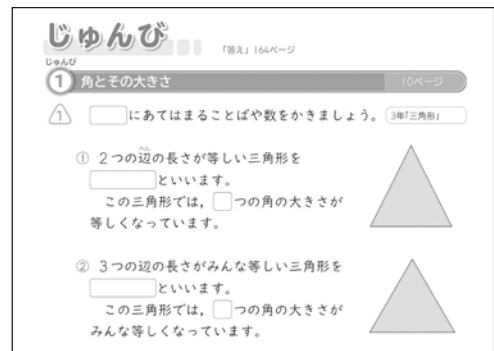 じゅんび
「答え」164ページ
じゅんび
1 角とその大きさ 10ページ
1 にあてはまることばや数をかきましょう。 3年「三角形」
① 2つの辺の長さが等しい三角形を
へん
といいます。
この三角形では, つの角の大きさが
等しくなっています。
② 3つの辺の長さがみんな等しい三角形を
といいます。
この三角形では, つの角の大きさが
みんな等しくなっています。